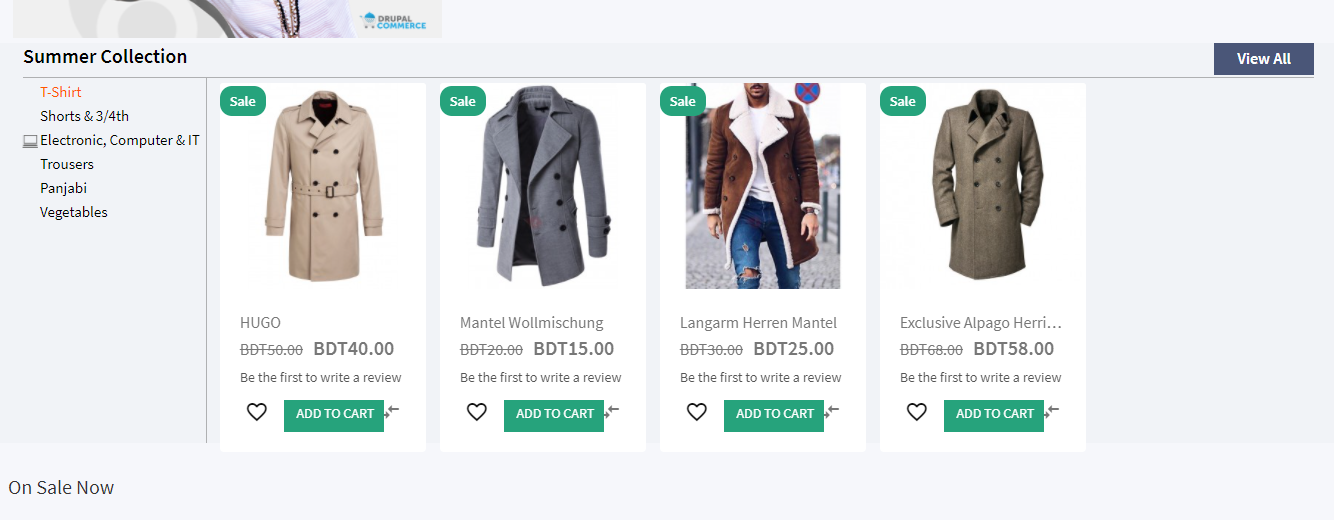 DRUPAL
COMMERCE
Summer Collection
View All
T-Shirt
Shorts & 3/4th
Electronic, Computer & IT
Trousers
Panjabi
Vegetables
Sale
Sale
Sale
Sale
HUGO
BDT50.00 BDT40.00
Be the first to write a review
ADD TO CART
Mantel Wollmischung
BDT20.00 BDT15.00
Be the first to write a review
ADD TO CART
Langarm Herren Mantel
BDT30.00 BDT25.00
Be the first to write a review
ADD TO CART
Exclusive Alpago Herri…
BDT68.00 BDT58.00
Be the first to write a review
ADD TO CART
On Sale Now